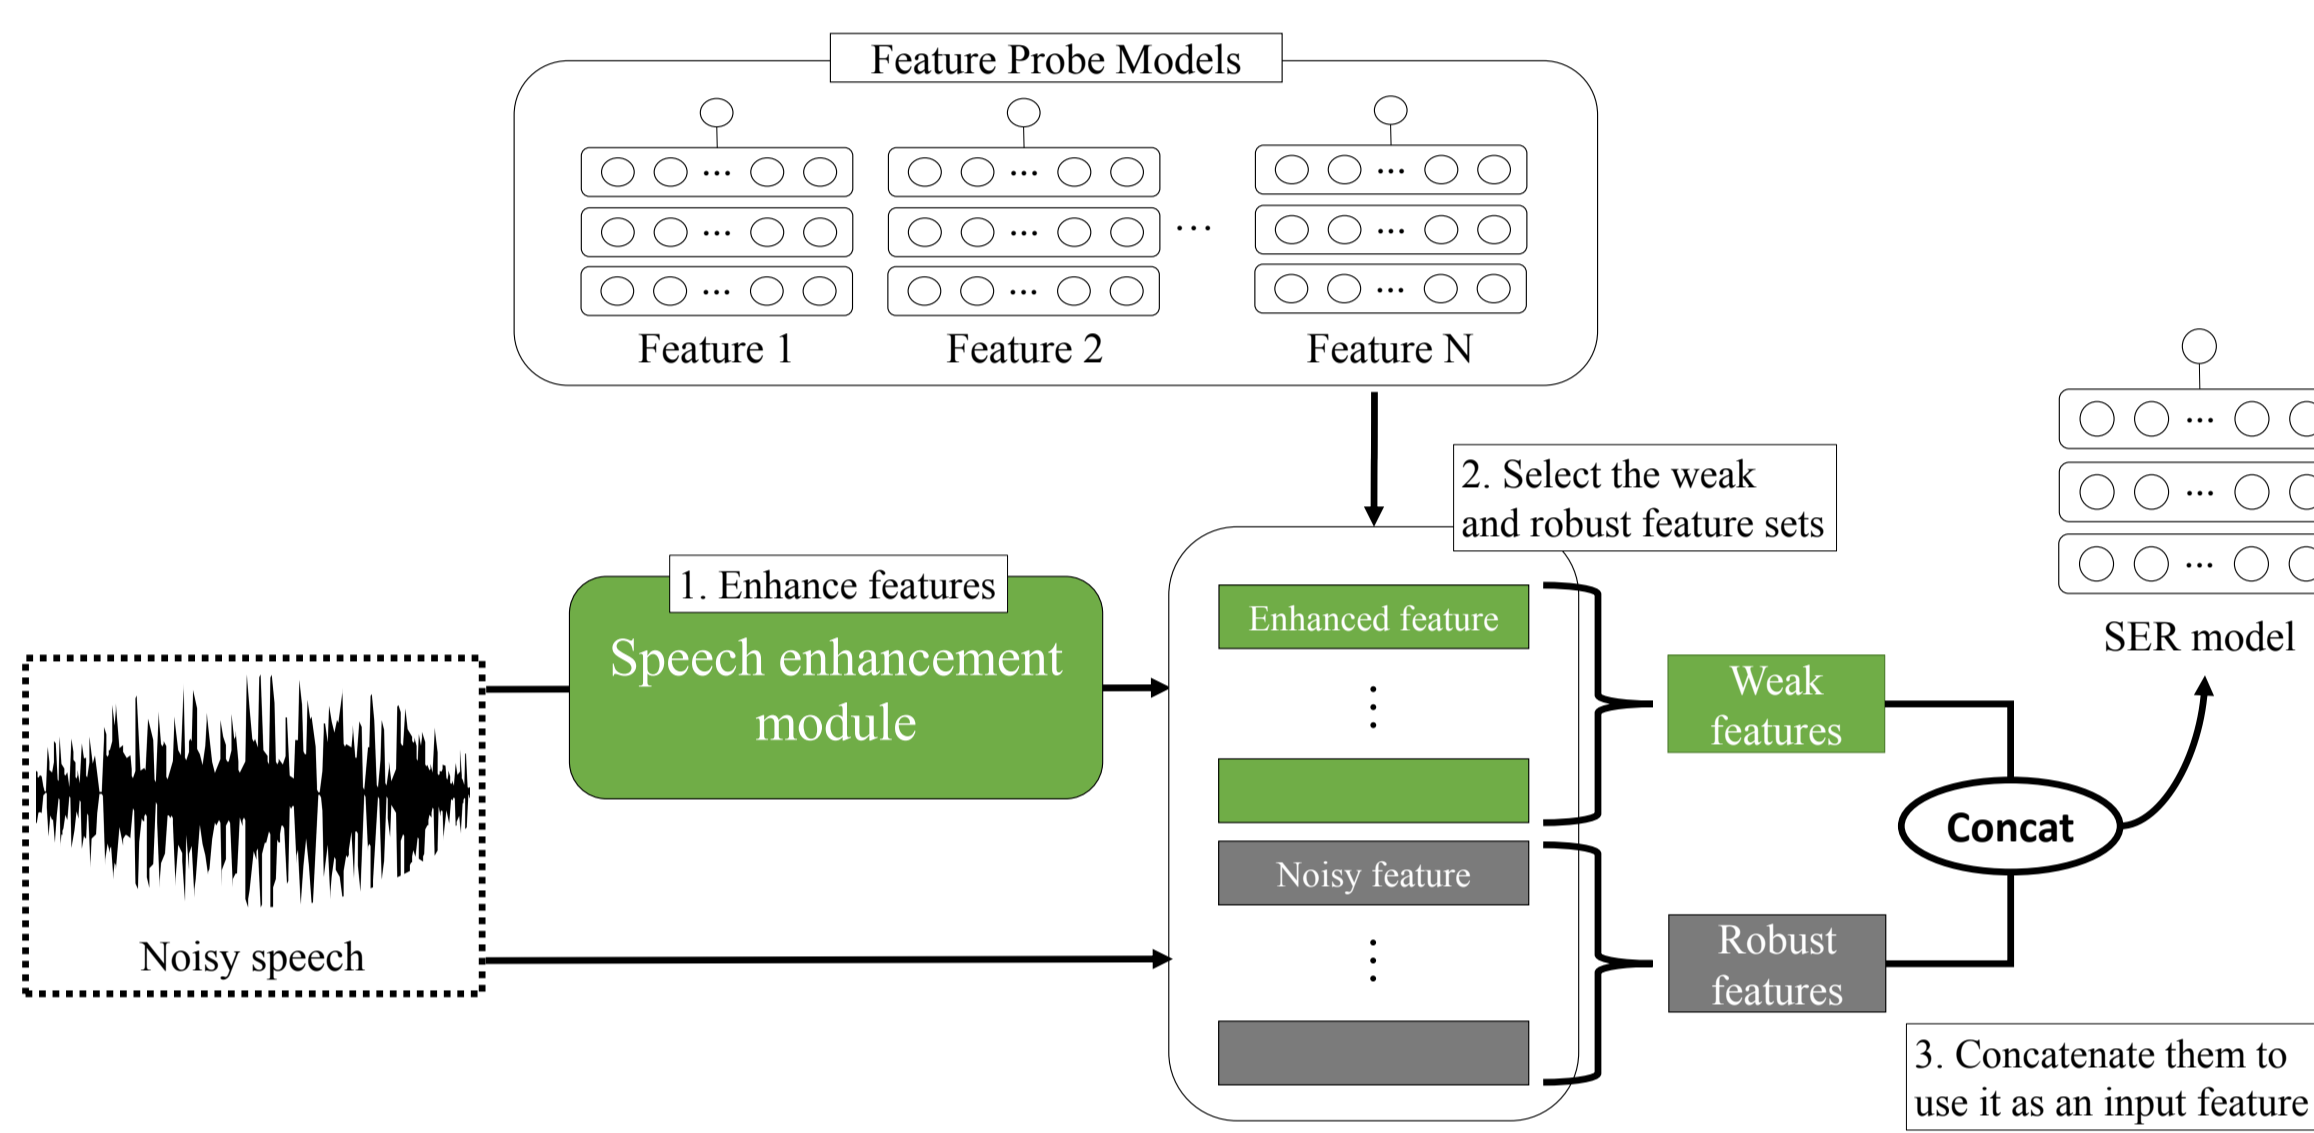 Feature Probe Models
Feature 1
Feature 2
...
Feature N
2. Select the weak
and robust feature sets
1. Enhance features
Speech enhancement
module
Noisy speech
Enhanced feature
Noisy feature
Weak
features
Robust
features
Concat
SER model
3. Concatenate them to
use it as an input feature